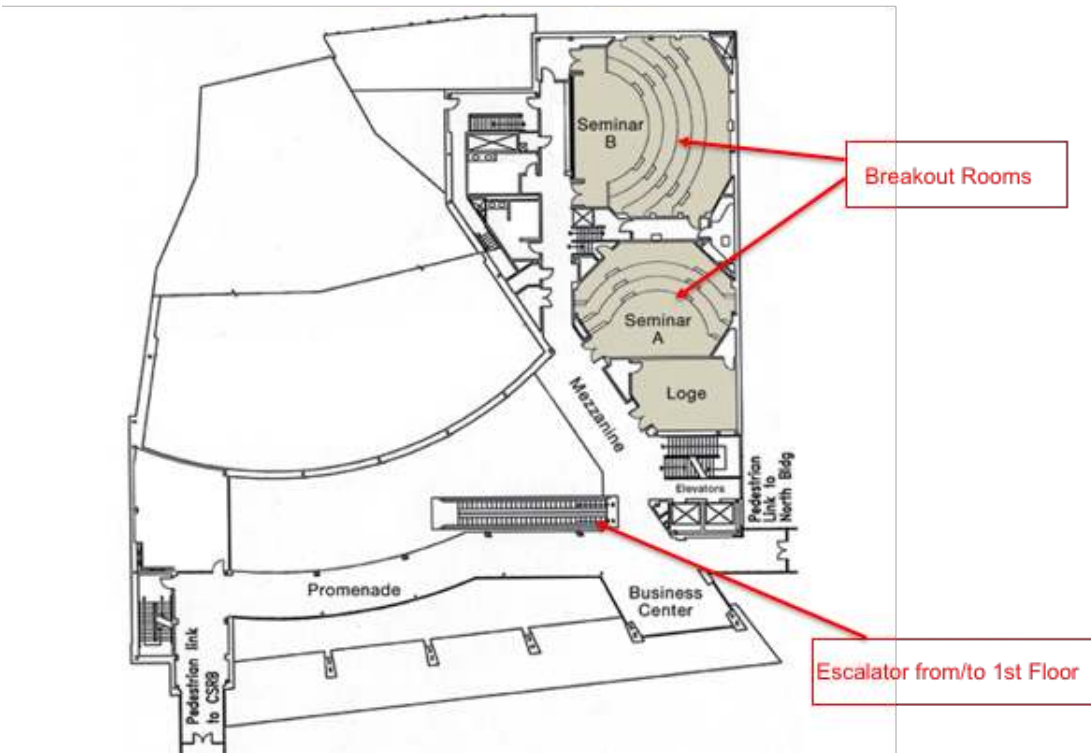 Seminar
B
Breakout Rooms
Seminar
A
Loge
Mezzanine
Elevators
Pedestrian
Link to
North Bldg
Promenade
Business
Center
Escalator from/to 1st Floor
Pedestrian link
to CSRB